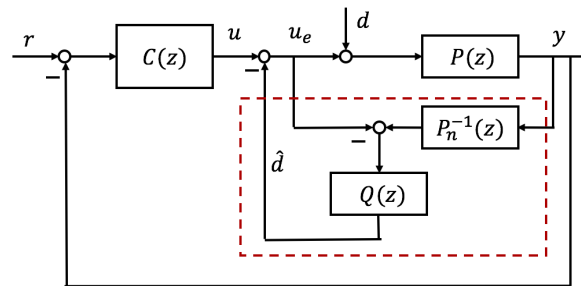 r
−
C(z)
u
−
u_e
d
P(z)
y
−
P_n^{-1}(z)
d̂
Q(z)